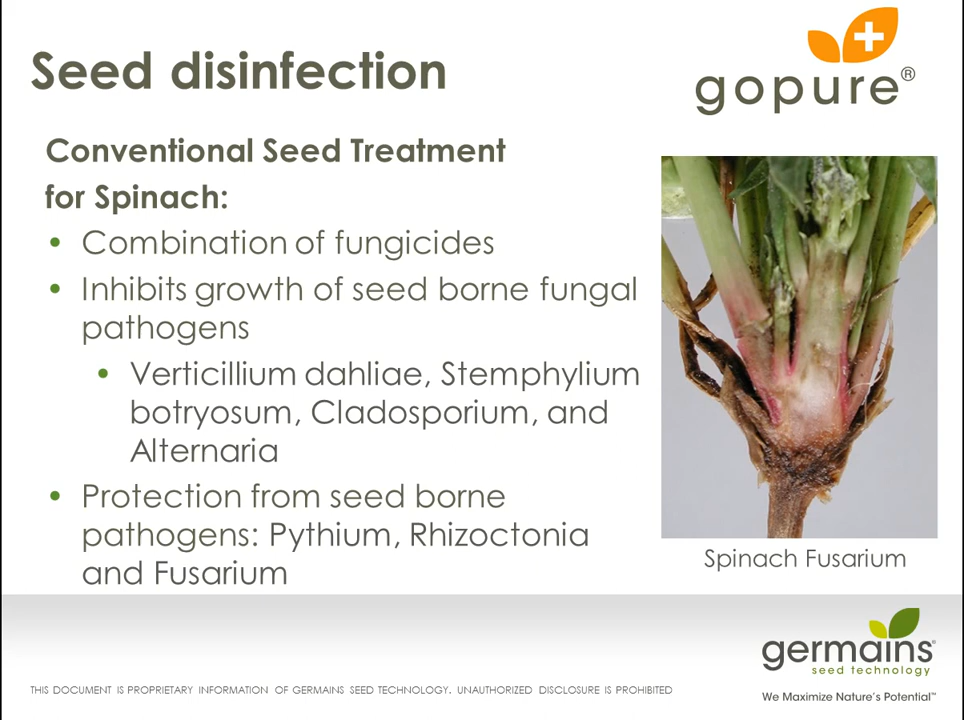 Seed disinfection
gopure®
Conventional Seed Treatment
for Spinach:
• Combination of fungicides
• Inhibits growth of seed borne fungal
pathogens
• Verticillium dahliae, Stemphylium
botryosum, Cladosporium, and
Alternaria
• Protection from seed borne
pathogens: Pythium, Rhizoctonia
and Fusarium
Spinach Fusarium
germains®
seed technology
We Maximize Nature's Potential™
THIS DOCUMENT IS PROPRIETARY INFORMATION OF GERMAINS SEED TECHNOLOGY. UNAUTHORIZED DISCLOSURE IS PROHIBITED